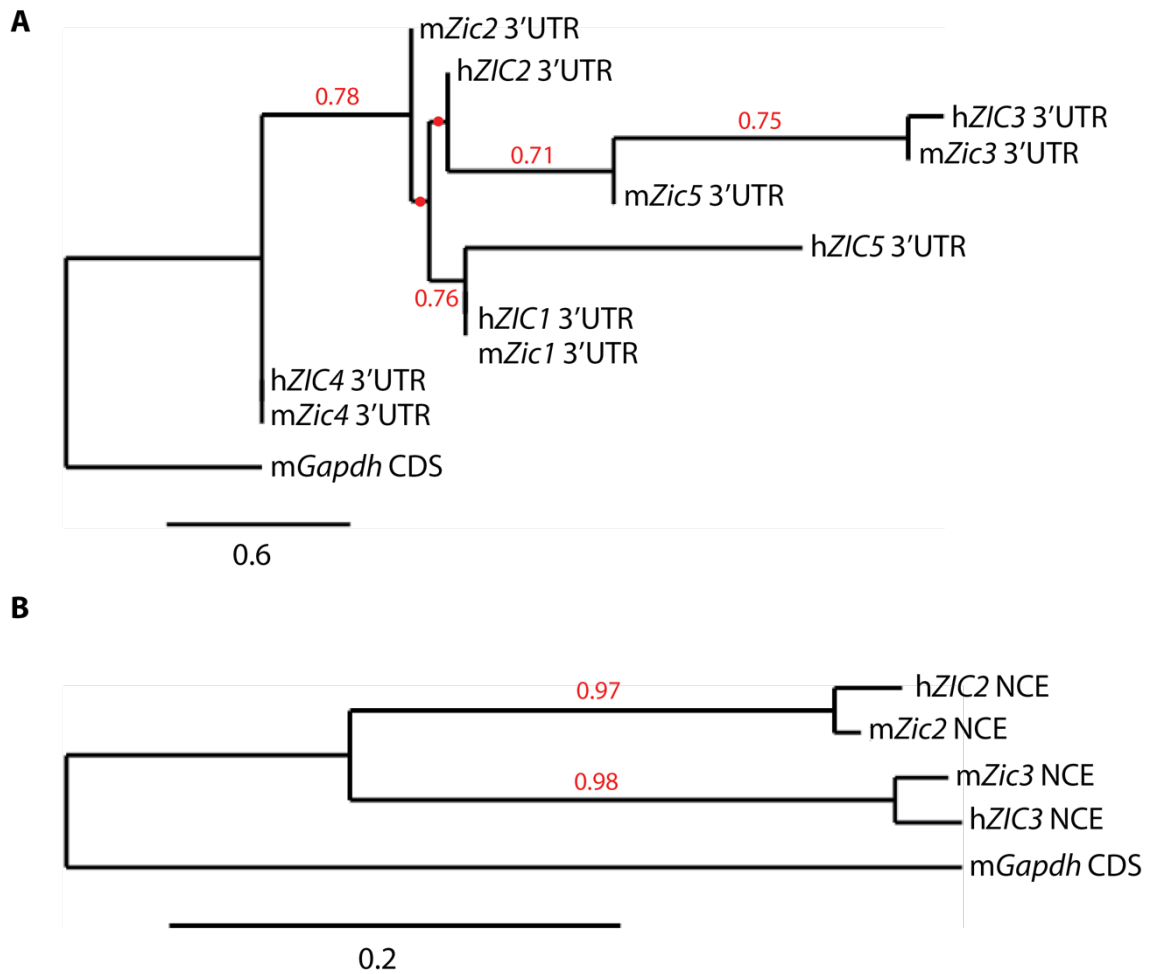 A
mZic2 3’UTR
hZIC2 3’UTR
0.78
0.75
hZIC3 3’UTR
mZic3 3’UTR
0.71
mZic5 3’UTR
hZIC5 3’UTR
0.76
hZIC1 3’UTR
mZic1 3’UTR
hZIC4 3’UTR
mZic4 3’UTR
mGapdh CDS
0.6
B
0.97
hZIC2 NCE
mZic2 NCE
mZic3 NCE
0.98
hZIC3 NCE
mGapdh CDS
0.2